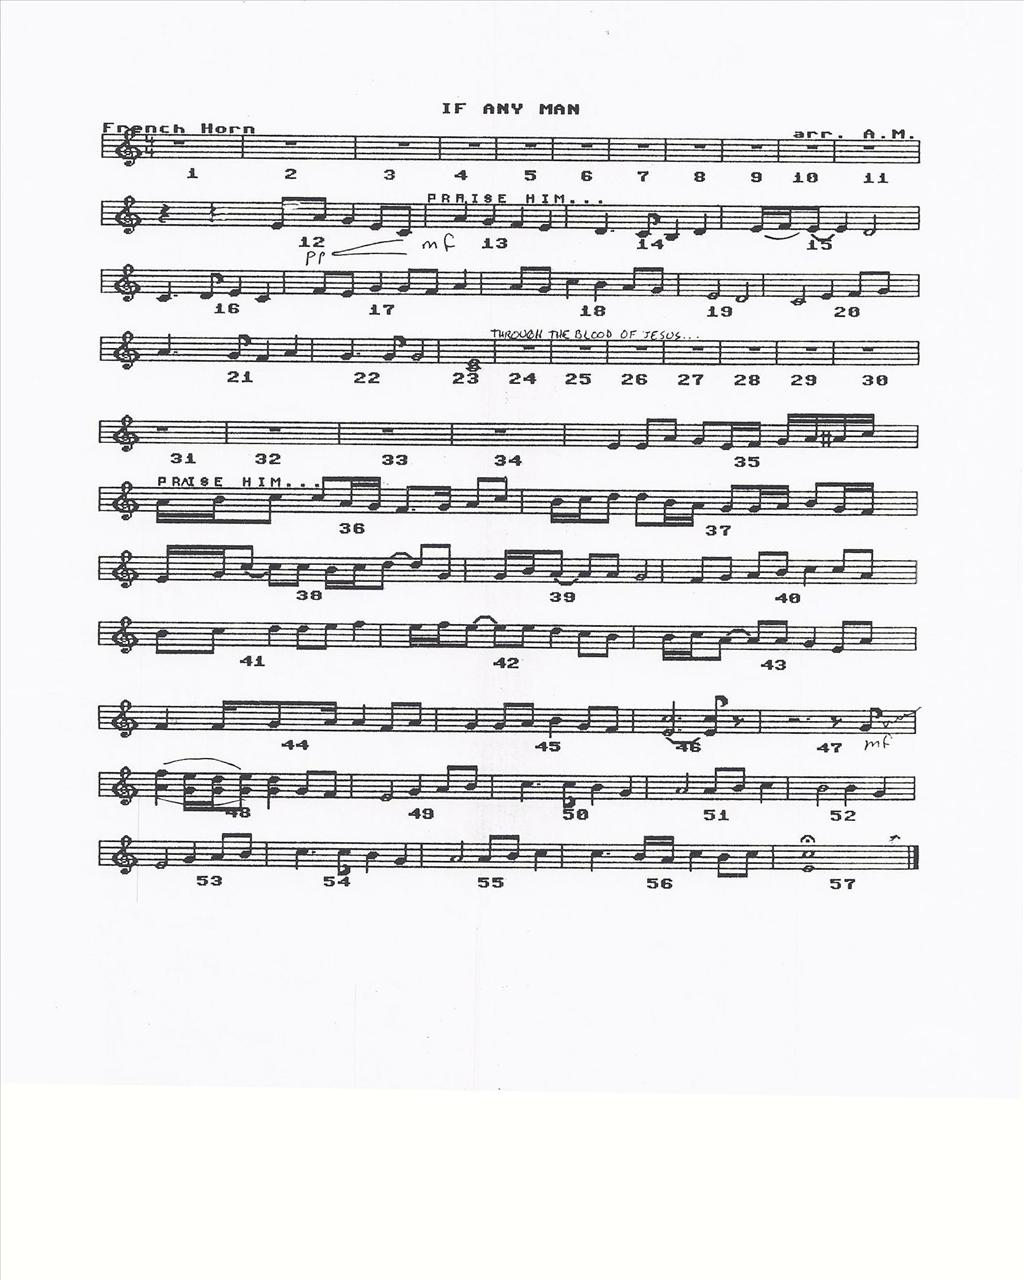 IF ANY MAN
French Horn arr. A.M.
1 2 3 4 5 6 7 8 9 10 11
PRAISE HIM...
12 13 14 15
pp mf
16 17 18 19 20
THROUGH THE BLOOD OF JESUS...
21 22 23 24 25 26 27 28 29 30
31 32 33 34 35
PRAISE HIM...
36 37
38 39 40
41 42 43
44 45 46 47
mf
48 49 50 51 52
53 54 55 56 57